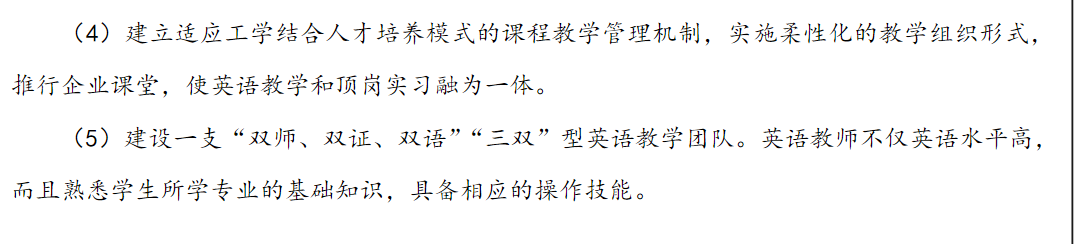 （4）建立适应工学结合人才培养模式的课程教学管理机制，实施柔性化的教学组织形式，
推行企业课堂，使英语教学和顶岗实习融为一体。
（5）建设一支“双师、双证、双语”“三双”型英语教学团队。英语教师不仅英语水平高，
而且熟悉学生所学专业的基础知识，具备相应的操作技能。